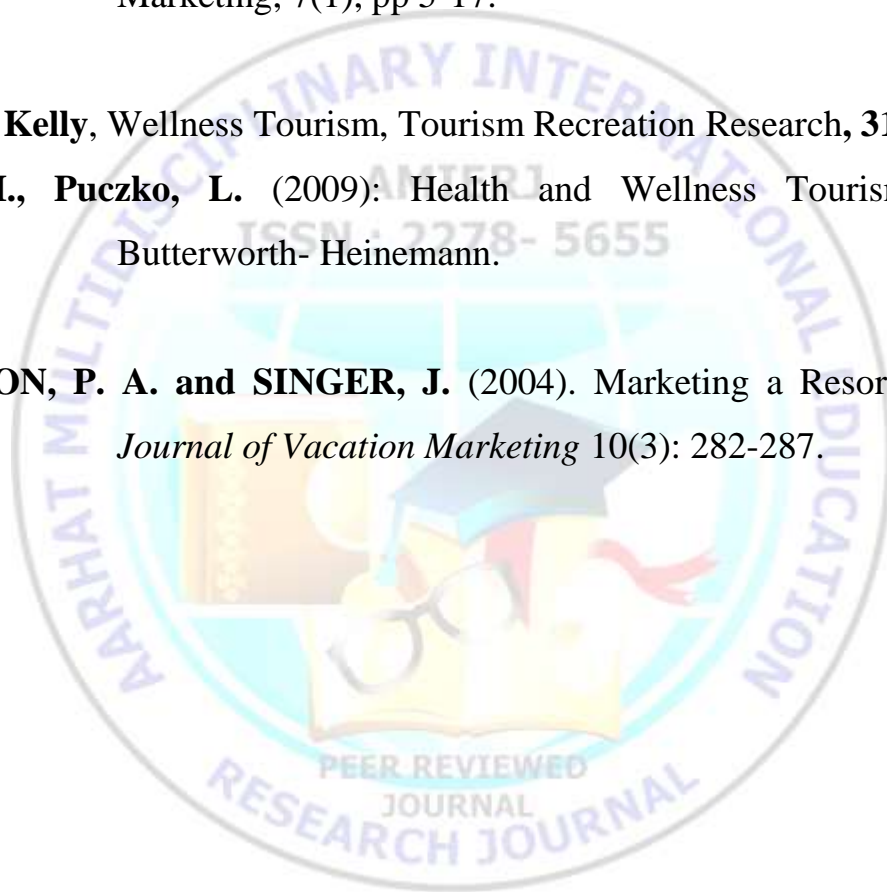 Marketing, 7(1), pp 5-17.
Kelly, Wellness Tourism, Tourism Recreation Research, 31
I., Puczko, L. (2009): Health and Wellness Tourism
Butterworth- Heinemann.
ON, P. A. and SINGER, J. (2004). Marketing a Resor
Journal of Vacation Marketing 10(3): 282-287.
AARHAT MULTIDISCIPLINARY INTERNATIONAL EDUCATION
RESEARCH JOURNAL
AMIERJ
ISSN : 2278- 5655
PEER REVIEWED
JOURNAL